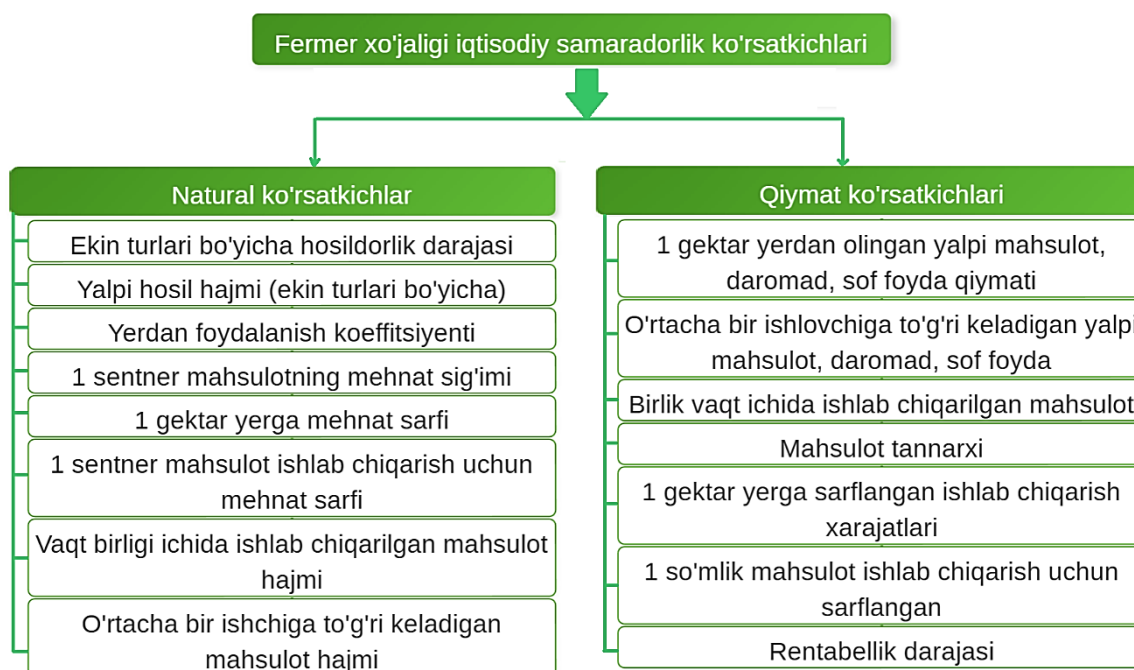 Fermer xo'jaligi iqtisodiy samaradorlik ko'rsatkichlari
Natural ko'rsatkichlar
Ekin turlari bo'yicha hosildorlik darajasi
Yalpi hosil hajmi (ekin turlari bo'yicha)
Yerdan foydalanish koeffitsiyenti
1 sentner mahsulotning mehnat sig'imi
1 gektar yerga mehnat sarfi
1 sentner mahsulot ishlab chiqarish uchun
mehnat sarfi
Vaqt birligi ichida ishlab chiqarilgan mahsulot
hajmi
O'rtacha bir ishchiga to'g'ri keladigan
mahsulot hajmi
Qiymat ko'rsatkichlari
1 gektar yerdan olingan yalpi mahsulot,
daromad, sof foyda qiymati
O'rtacha bir ishlovchiga to'g'ri keladigan yalpi
mahsulot, daromad, sof foyda
Birlik vaqt ichida ishlab chiqarilgan mahsulot
Mahsulot tannarxi
1 gektar yerga sarflangan ishlab chiqarish
xarajatlari
1 so'mlik mahsulot ishlab chiqarish uchun
sarflangan
Rentabellik darajasi